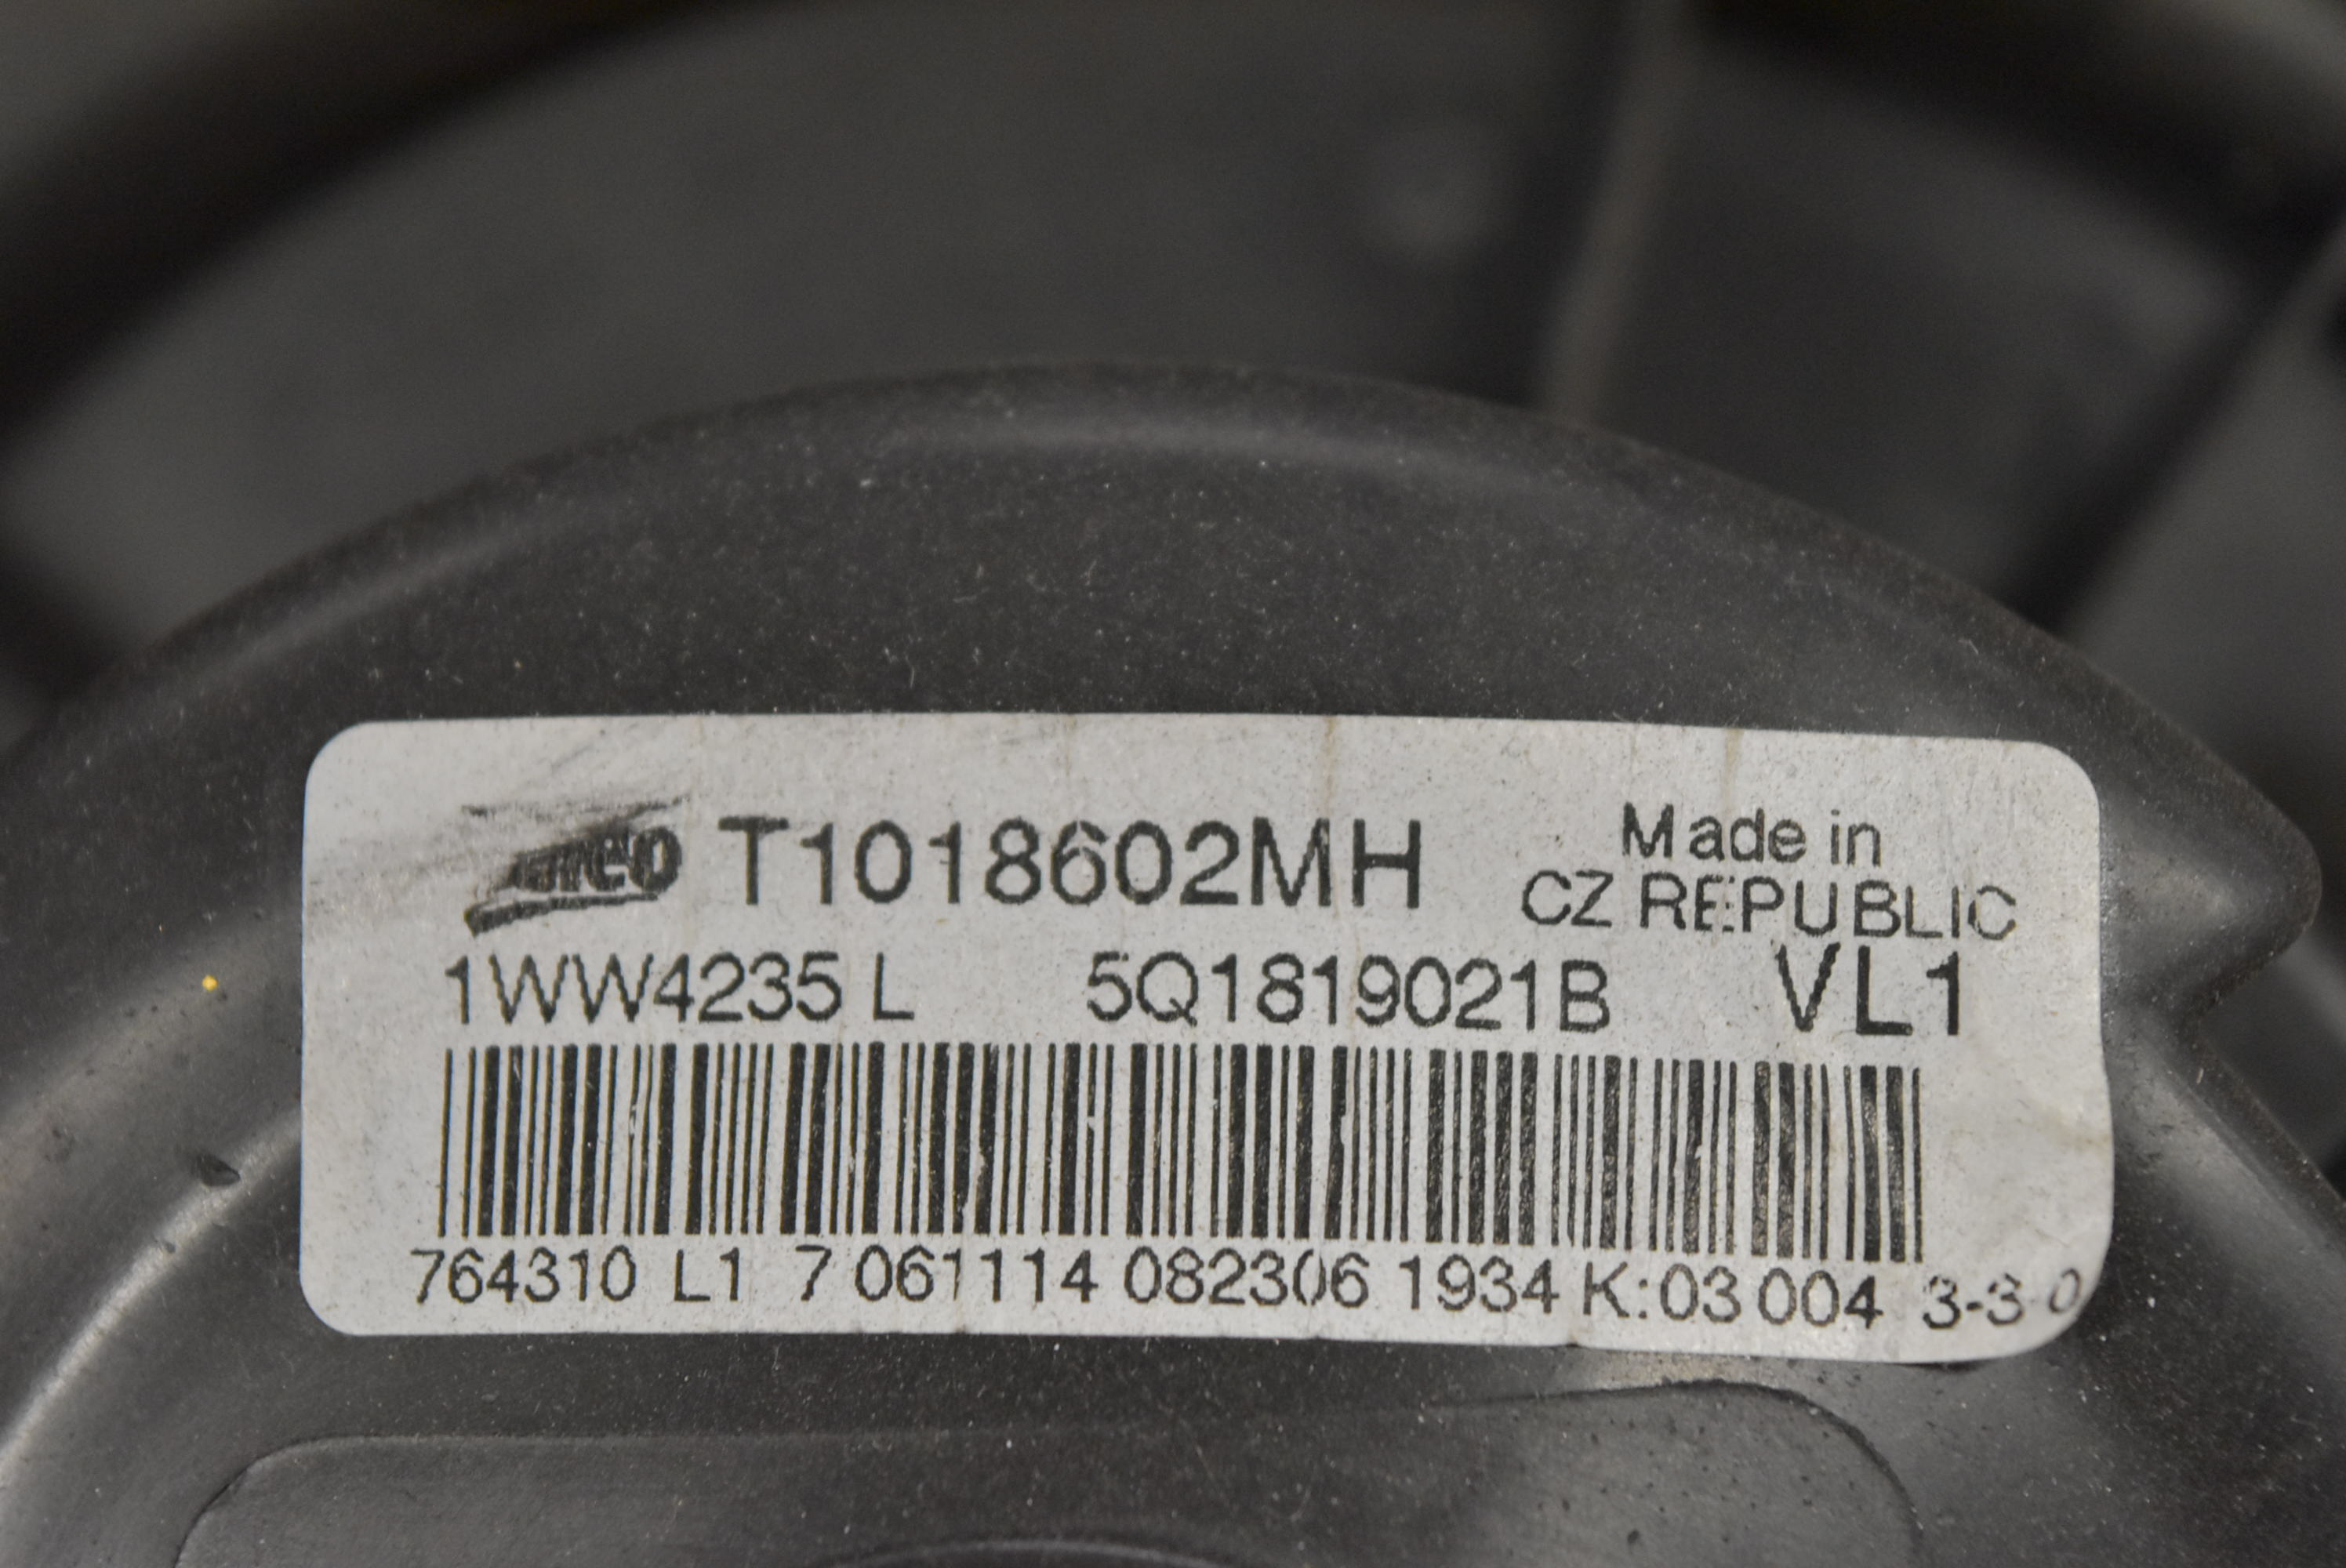 T1018602MH
Made in
CZ REPUBLIC
1WW4235 L 5Q1819021B VL1
764310 L1 7 061114 082306 1934 K:03 004 3-3 0